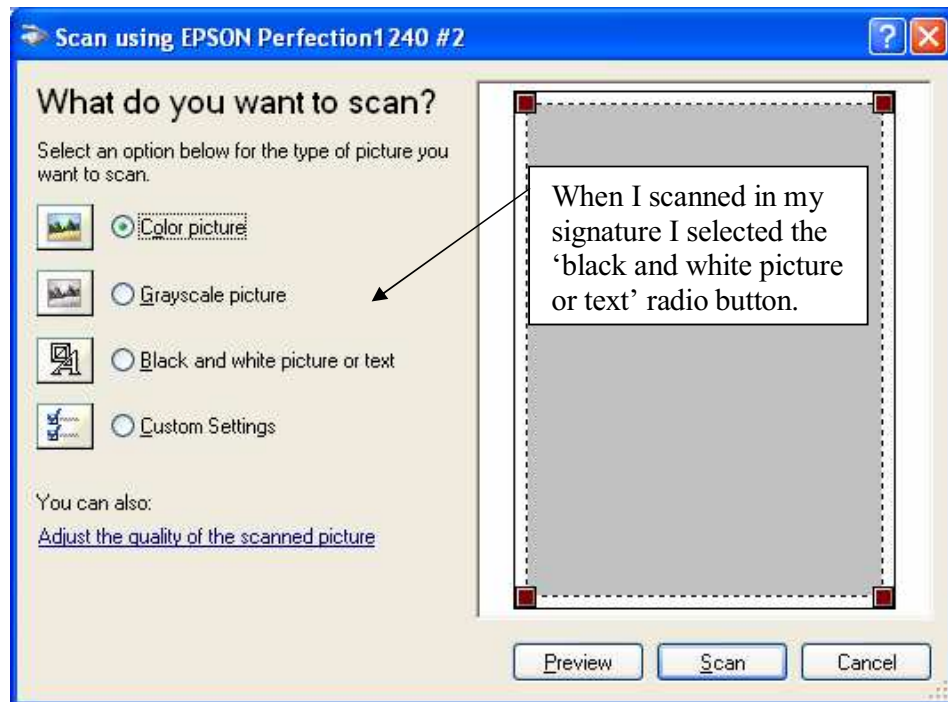 Scan using EPSON Perfection1240 #2
What do you want to scan?
Select an option below for the type of picture you
want to scan.
Color picture
Grayscale picture
Black and white picture or text
Custom Settings
You can also:
Adjust the quality of the scanned picture
When I scanned in my
signature I selected the
‘black and white picture
or text’ radio button.
Preview
Scan
Cancel